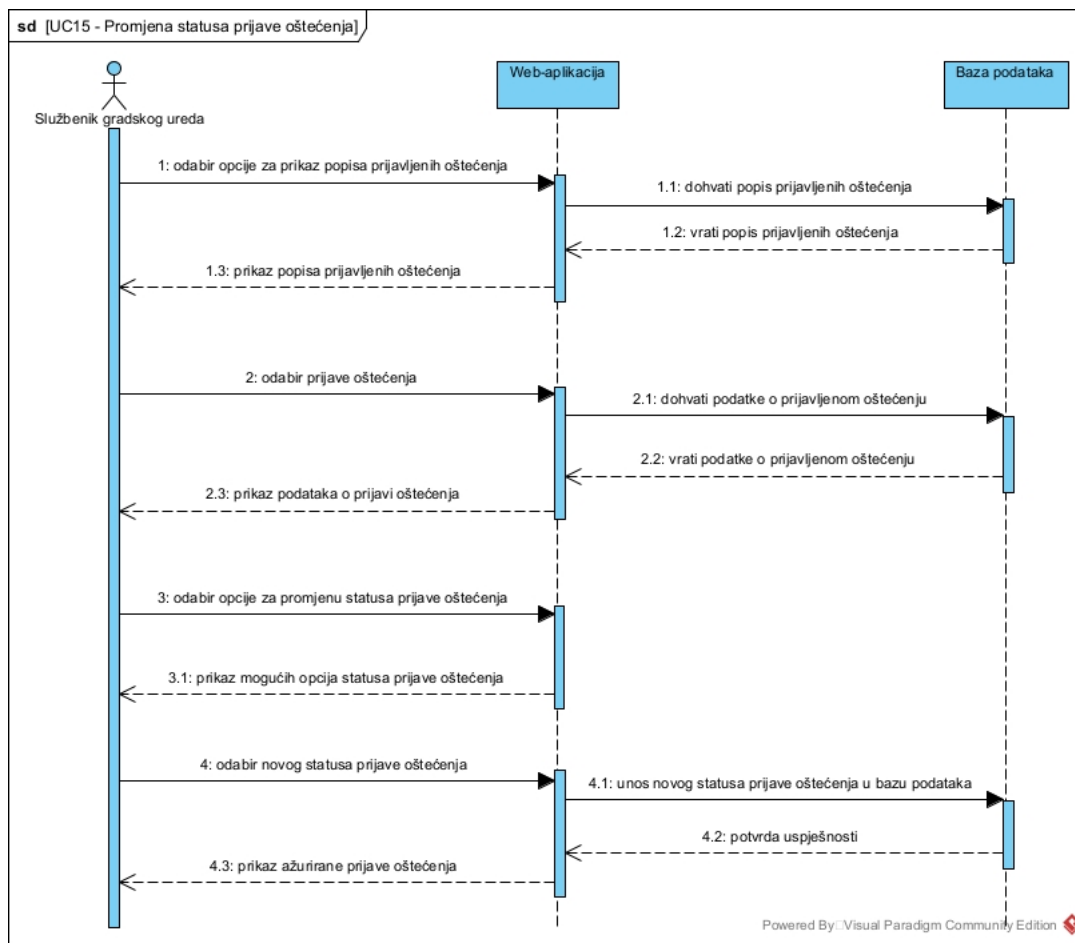 sd [UC15 - Promjena statusa prijave oštećenja]
Web-aplikacija
Baza podataka
Službenik gradskog ureda
1: odabir opcije za prikaz popisa prijavljenih oštećenja
1.1: dohvati popis prijavljenih oštećenja
1.2: vrati popis prijavljenih oštećenja
1.3: prikaz popisa prijavljenih oštećenja
2: odabir prijave oštećenja
2.1: dohvati podatke o prijavljenom oštećenju
2.2: vrati podatke o prijavljenom oštećenju
2.3: prikaz podataka o prijavi oštećenja
3: odabir opcije za promjenu statusa prijave oštećenja
3.1: prikaz mogućih opcija statusa prijave oštećenja
4: odabir novog statusa prijave oštećenja
4.1: unos novog statusa prijave oštećenja u bazu podataka
4.2: potvrda uspješnosti
4.3: prikaz ažurirane prijave oštećenja
Powered By Visual Paradigm Community Edition